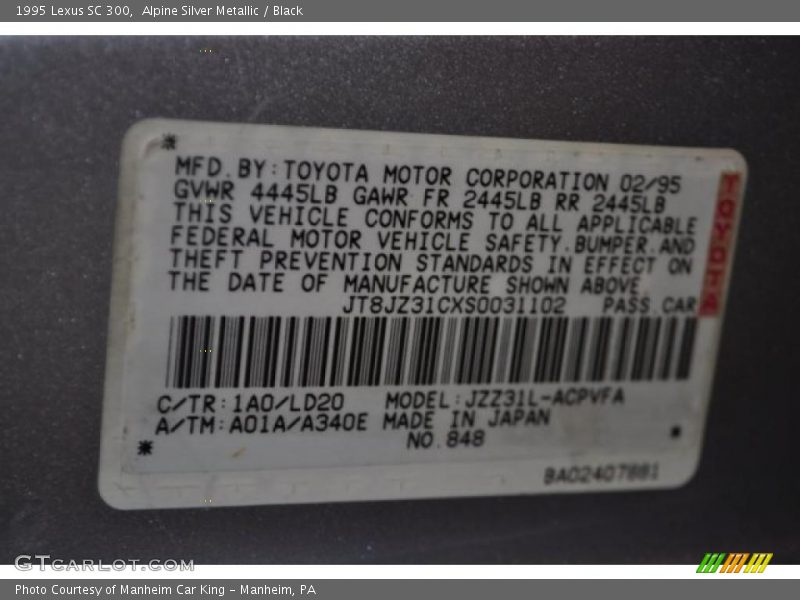 1995 Lexus SC 300, Alpine Silver Metallic / Black
MFD.BY:TOYOTA MOTOR CORPORATION 02/95
GVWR 4445LB GAWR FR 2445LB RR 2445LB
THIS VEHICLE CONFORMS TO ALL APPLICABLE
FEDERAL MOTOR VEHICLE SAFETY.BUMPER.AND
THEFT PREVENTION STANDARDS IN EFFECT ON
THE DATE OF MANUFACTURE SHOWN ABOVE.
JT8JZ31CXS0031102 PASS.CAR
TOYOTA
C/TR:1A0/LD20 MODEL:JZZ31L-ACPVFA
A/TM:A01A/A340E MADE IN JAPAN
NO.848
BA02407881
GTCARLOT.COM
Photo Courtesy of Manheim Car King - Manheim, PA